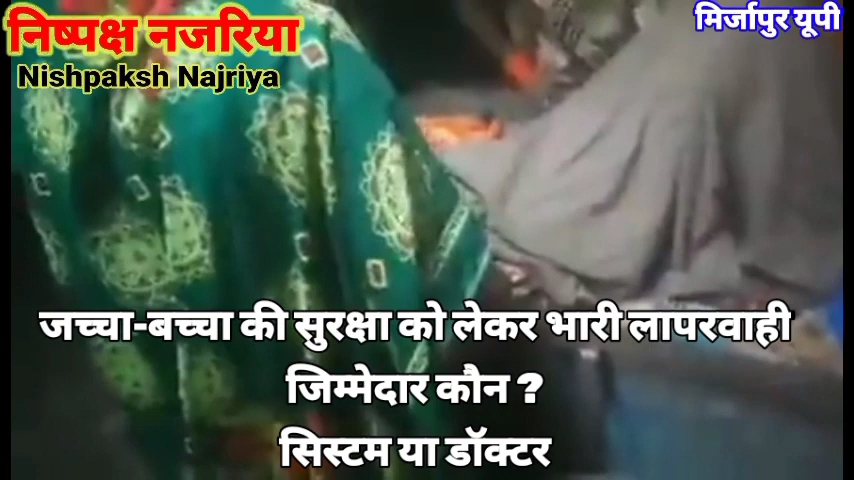 निष्पक्ष नजरिया
Nishpaksh Najriya
मिर्जापुर यूपी
जच्चा-बच्चा की सुरक्षा को लेकर भारी लापरवाही
जिम्मेदार कौन ?
सिस्टम या डॉक्टर